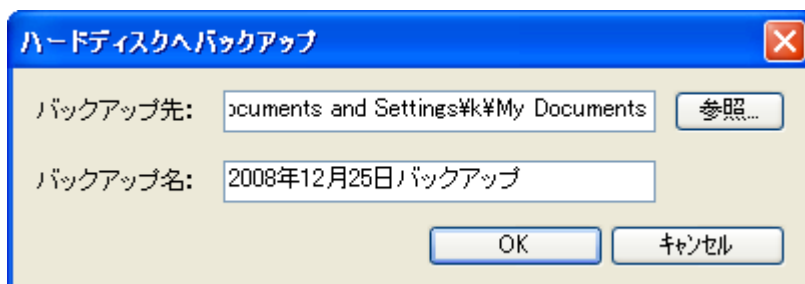 ハードディスクへバックアップ
バックアップ先: ocuments and Settings¥k¥My Documents 参照...
バックアップ名: 2008年12月25日バックアップ
OK キャンセル